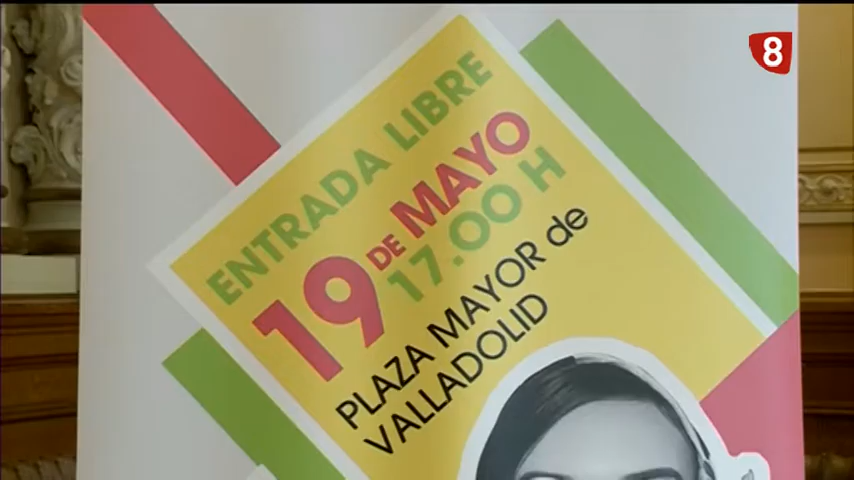 8
ENTRADA LIBRE
19 DE MAYO
17.00 H
PLAZA MAYOR de
VALLADOLID